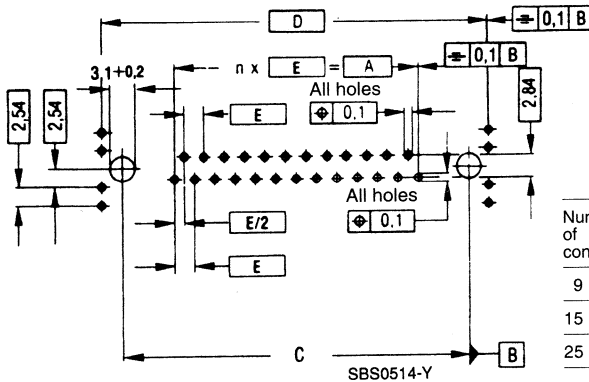 D
⌯ 0,1 B
3,1+0,2
n x E = A
⌯ 0,1 B
All holes
E
⌖ 0,1
2,54
2,54
2.84
All holes
⌖ 0,1
E/2
E
Num
of
con
9
15
25
C
B
SBS0514-Y